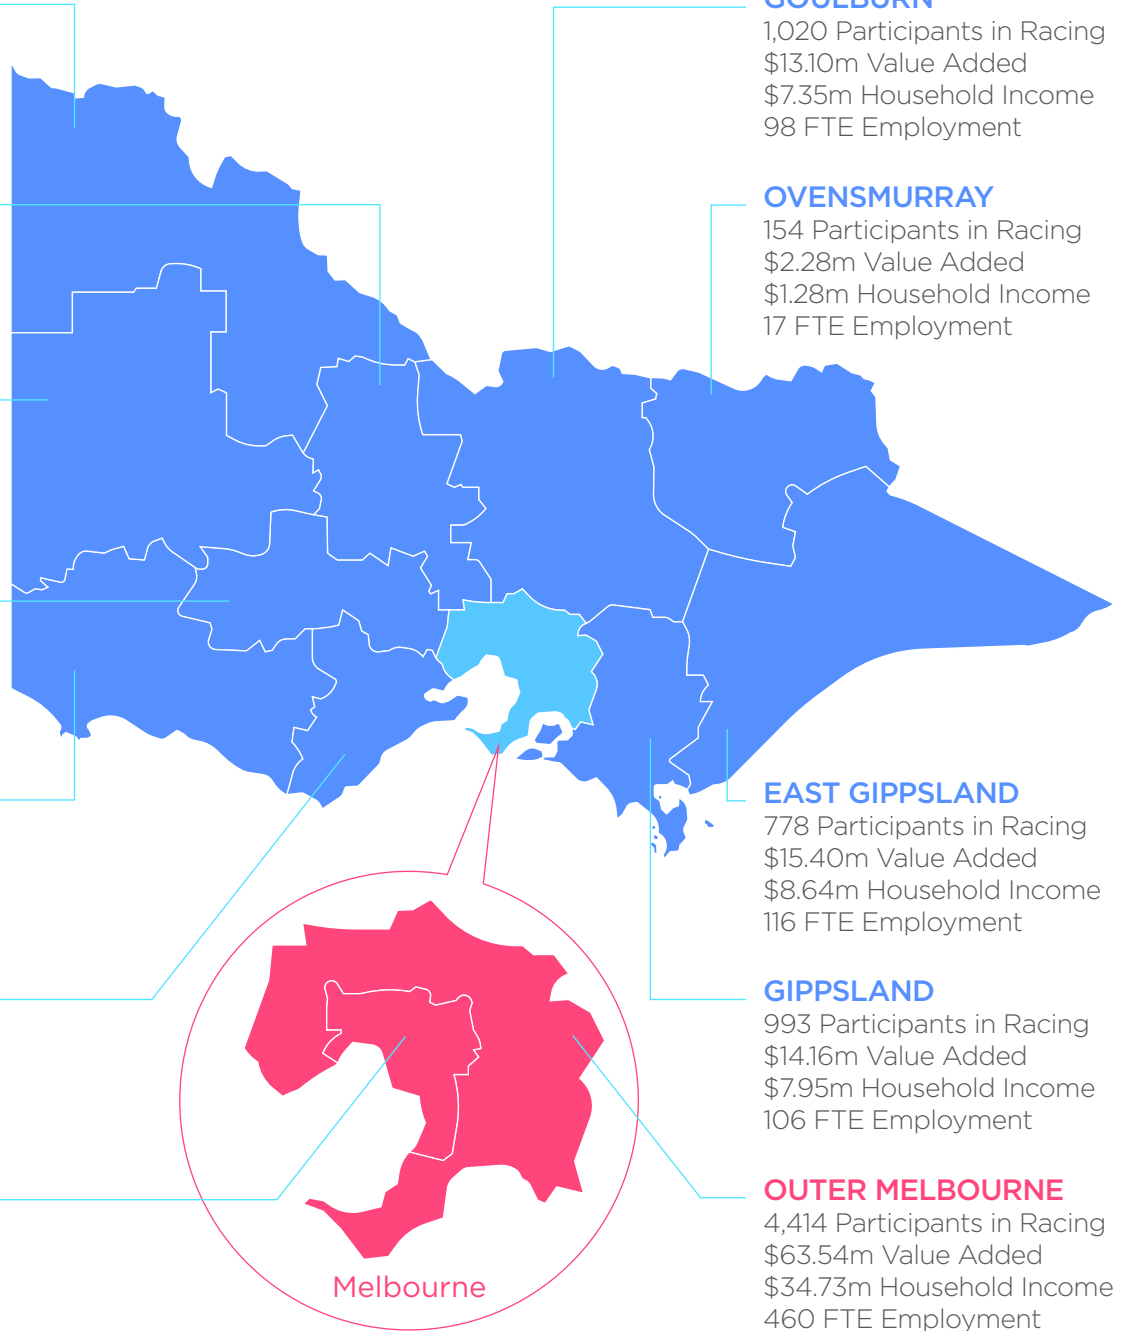 GOULBURN
1,020 Participants in Racing
$13.10m Value Added
$7.35m Household Income
98 FTE Employment
OVENSMURRAY
154 Participants in Racing
$2.28m Value Added
$1.28m Household Income
17 FTE Employment
EAST GIPPSLAND
778 Participants in Racing
$15.40m Value Added
$8.64m Household Income
116 FTE Employment
GIPPSLAND
993 Participants in Racing
$14.16m Value Added
$7.95m Household Income
106 FTE Employment
OUTER MELBOURNE
4,414 Participants in Racing
$63.54m Value Added
$34.73m Household Income
460 FTE Employment
Melbourne